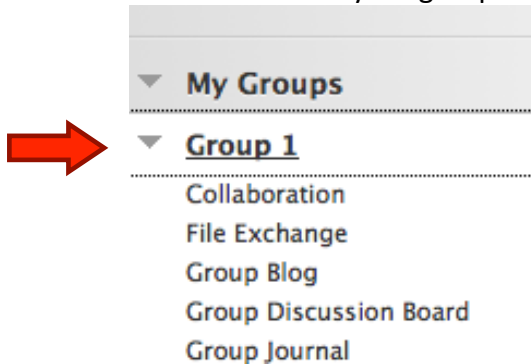 My Groups
Group 1
Collaboration
File Exchange
Group Blog
Group Discussion Board
Group Journal